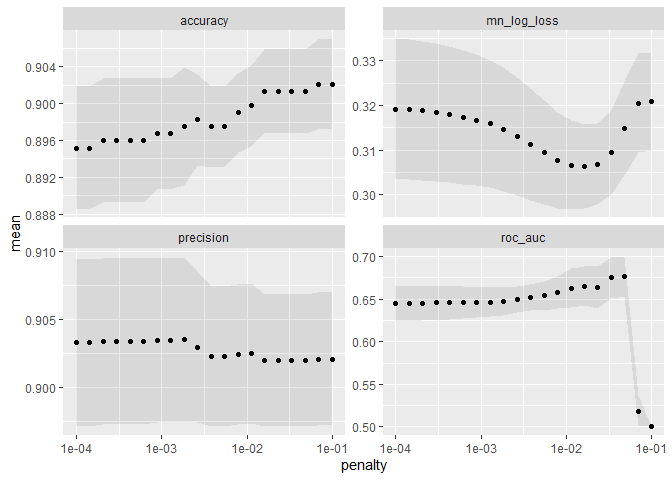 accuracy
mn_log_loss
0.904
0.900
0.896
0.892
0.888
0.33
0.32
0.31
0.30
mean
precision
roc_auc
0.910
0.905
0.900
0.70
0.65
0.60
0.55
0.50
1e-04
1e-03
1e-02
1e-01
1e-04
1e-03
1e-02
1e-01
penalty